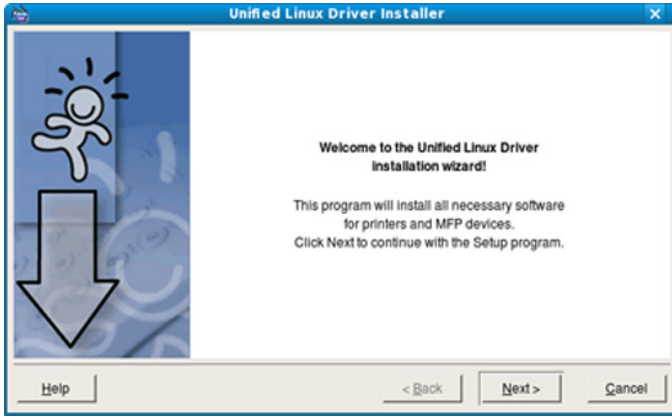 Unified Linux Driver Installer
Welcome to the Unified Linux Driver
installation wizard!
This program will install all necessary software
for printers and MFP devices.
Click Next to continue with the Setup program.
Help
< Back
Next >
Cancel